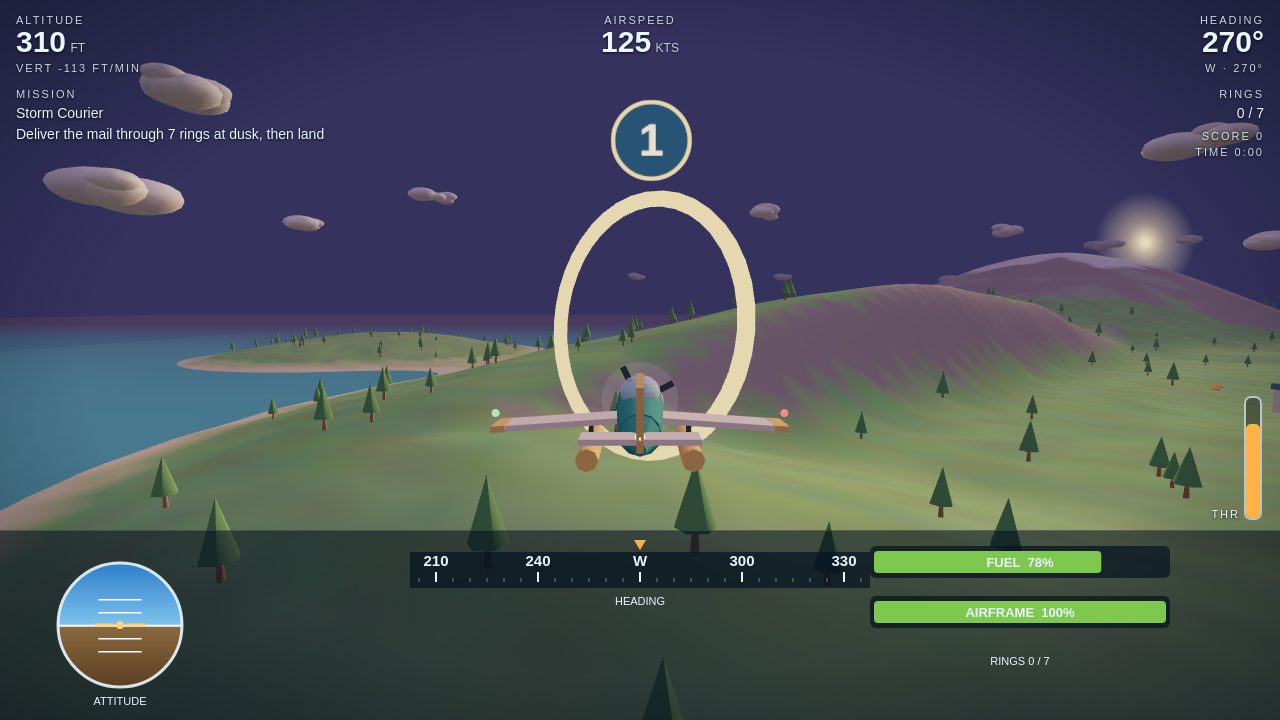 ALTITUDE
310 FT
VERT -113 FT/MIN
MISSION
Storm Courier
Deliver the mail through 7 rings at dusk, then land
AIRSPEED
125 KTS
HEADING
270°
W · 270°
RINGS
0 / 7
SCORE 0
TIME 0:00
1
THR
210 240 W 300 330
HEADING
FUEL 78%
AIRFRAME 100%
RINGS 0 / 7
ATTITUDE